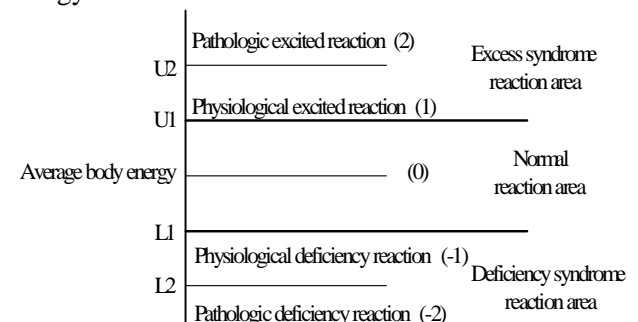 Pathologic excited reaction (2)
Excess syndrome
reaction area
U2
Physiological excited reaction (1)
U1
Average body energy
(0)
Normal
reaction area
L1
Physiological deficiency reaction (-1)
Deficiency syndrome
reaction area
L2
Pathologic deficiency reaction (-2)